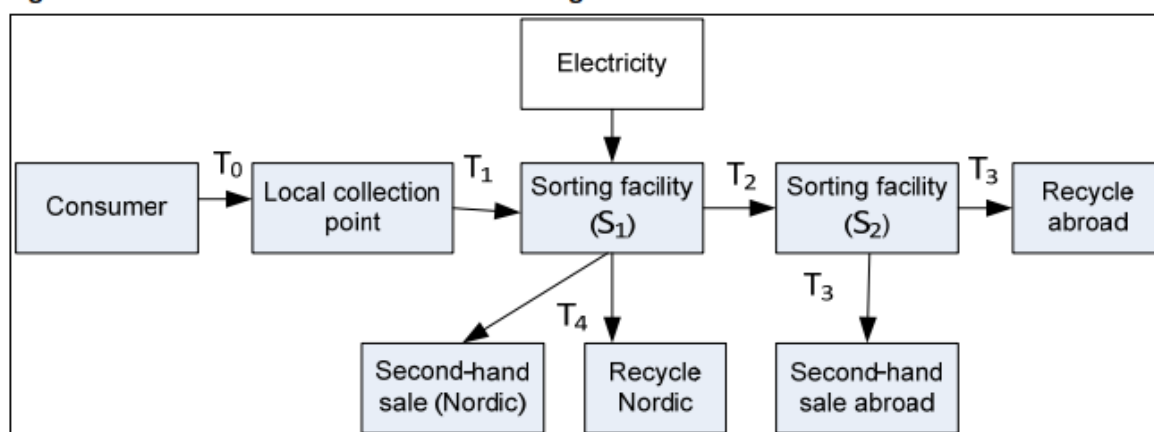 Electricity
T₀
T₁
T₂
T₃
Consumer
Local collection
point
Sorting facility
(S₁)
Sorting facility
(S₂)
Recycle
abroad
T₄
T₃
Second-hand
sale (Nordic)
Recycle
Nordic
Second-hand
sale abroad